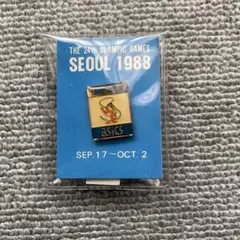 THE 24th OLYMPIC GAMES
SEOUL 1988
asics
SEP. 17~OCT. 2